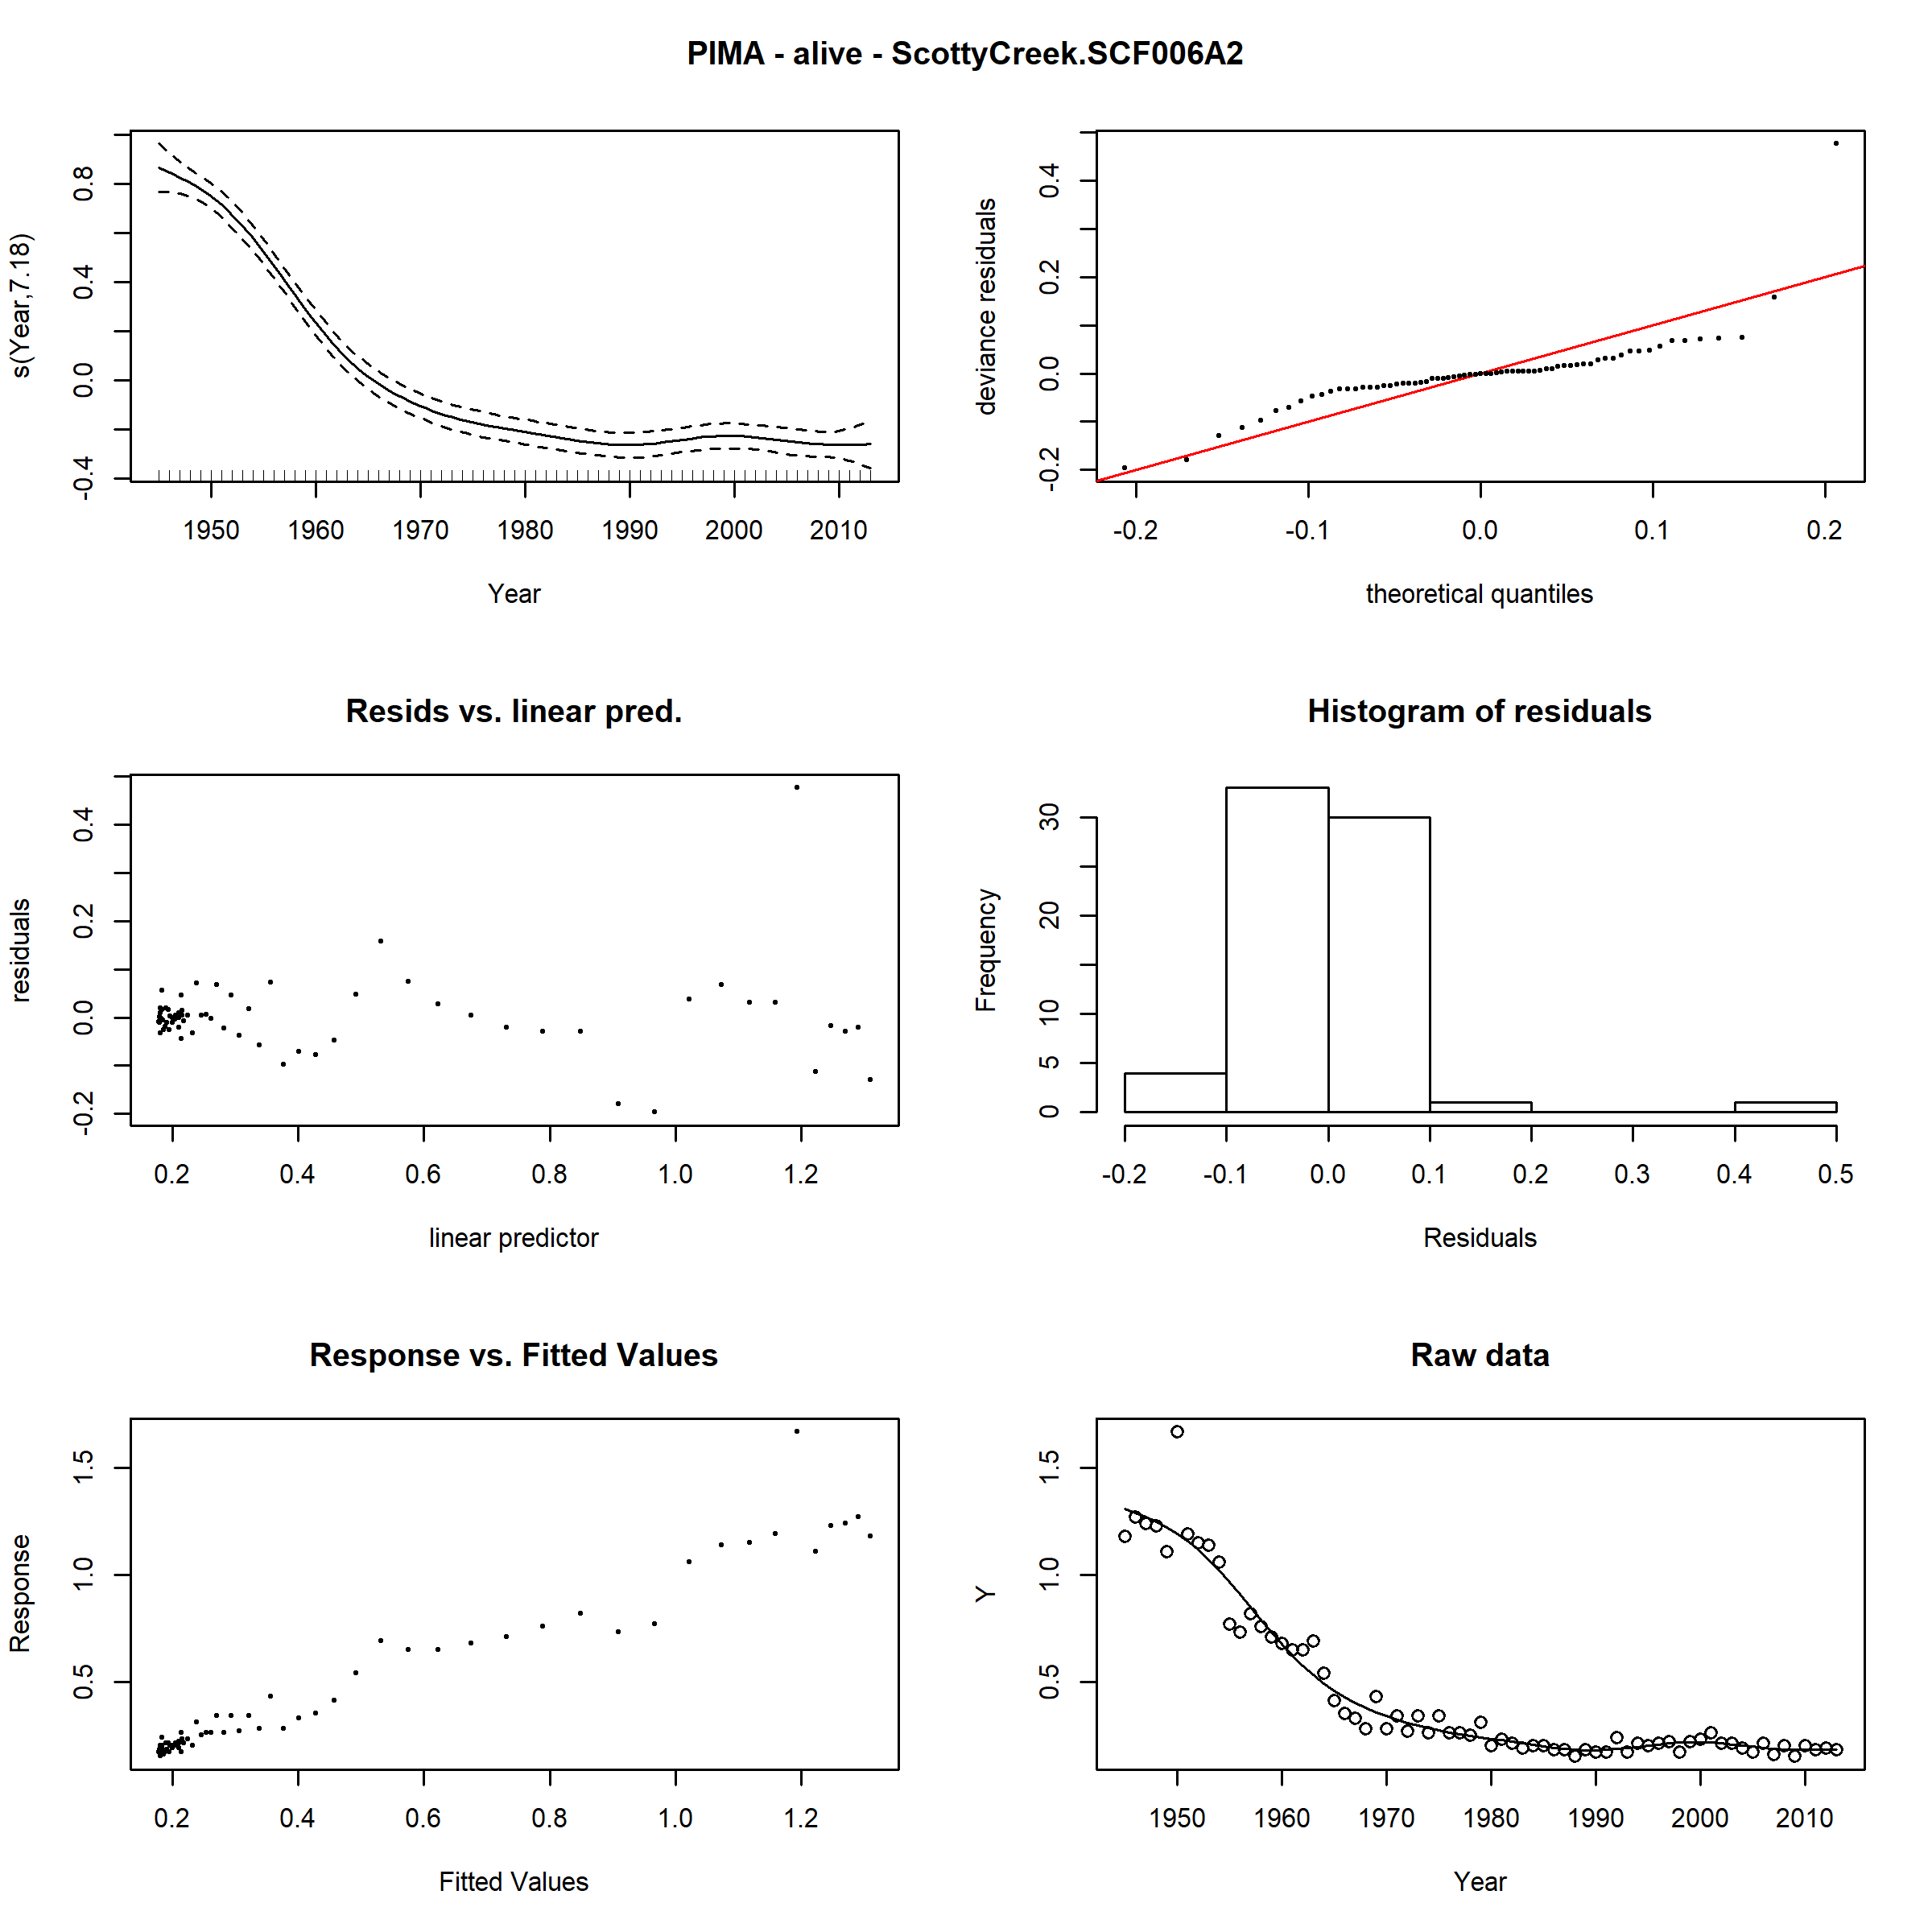 PIMA - alive - ScottyCreek.SCF006A2
s(Year,7.18)
-0.4 0.0 0.4 0.8
1950 1960 1970 1980 1990 2000 2010
Year
deviance residuals
-0.2 0.0 0.2 0.4
-0.2 -0.1 0.0 0.1 0.2
theoretical quantiles
Resids vs. linear pred.
residuals
-0.2 0.0 0.2 0.4
0.2 0.4 0.6 0.8 1.0 1.2
linear predictor
Histogram of residuals
Frequency
0 5 10 20 30
-0.2 -0.1 0.0 0.1 0.2 0.3 0.4 0.5
Residuals
Response vs. Fitted Values
Response
0.5 1.0 1.5
0.2 0.4 0.6 0.8 1.0 1.2
Fitted Values
Raw data
Y
0.5 1.0 1.5
1950 1960 1970 1980 1990 2000 2010
Year